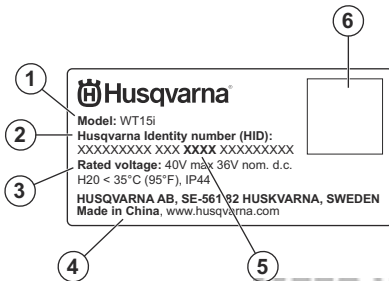 6
1
Husqvarna®
Model: WT15i
2
Husqvarna Identity number (HID):
XXXXXXXXX XXX XXXX XXXXXXXXX
3
Rated voltage: 40V max 36V nom. d.c.
H20 < 35°C (95°F), IP44
HUSQVARNA AB, SE-561 82 HUSKVARNA, SWEDEN
Made in China, www.husqvarna.com
4
5